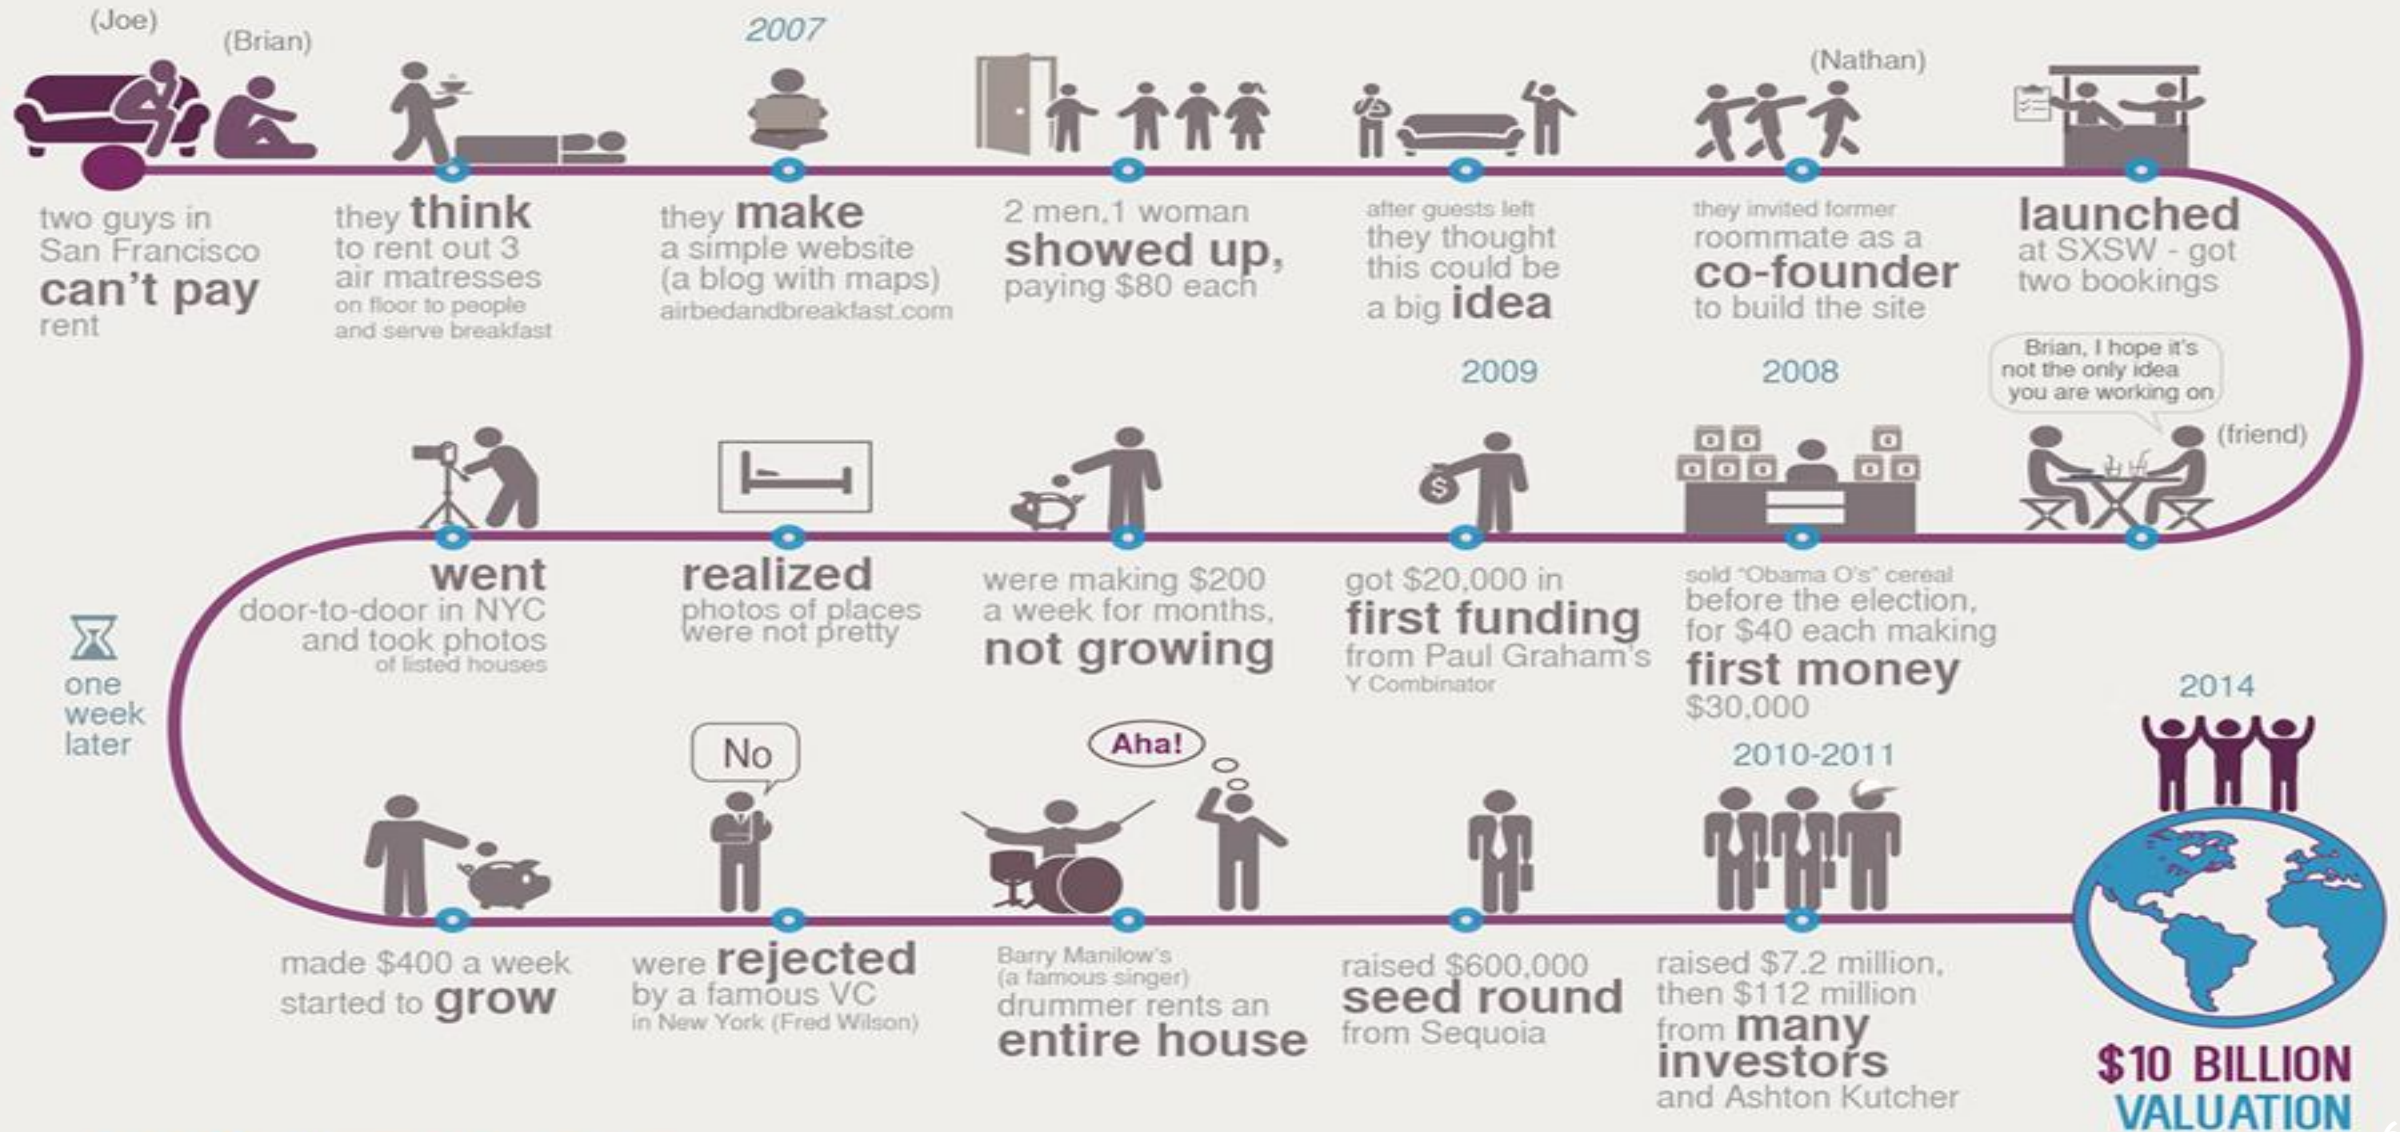 (Joe)
(Brian)
two guys in
San Francisco
can't pay
rent
they think
to rent out 3
air matresses
on floor to people
and serve breakfast
2007
they make
a simple website
(a blog with maps)
airbedandbreakfast.com
2 men,1 woman
showed up,
paying $80 each
after guests left
they thought
this could be
a big idea
(Nathan)
they invited former
roommate as a
co-founder
to build the site
launched
at SXSW - got
two bookings
Brian, I hope it's
not the only idea
you are working on
(friend)
2008
sold "Obama O's" cereal
before the election,
for $40 each making
first money
$30,000
2009
got $20,000 in
first funding
from Paul Graham's
Y Combinator
were making $200
a week for months,
not growing
realized
photos of places
were not pretty
went
door-to-door in NYC
and took photos
of listed houses
one
week
later
made $400 a week
started to grow
No
were rejected
by a famous VC
in New York (Fred Wilson)
Aha!
Barry Manilow's
(a famous singer)
drummer rents an
entire house
raised $600,000
seed round
from Sequoia
2010-2011
raised $7.2 million,
then $112 million
from many
investors
and Ashton Kutcher
2014
$10 BILLION
VALUATION